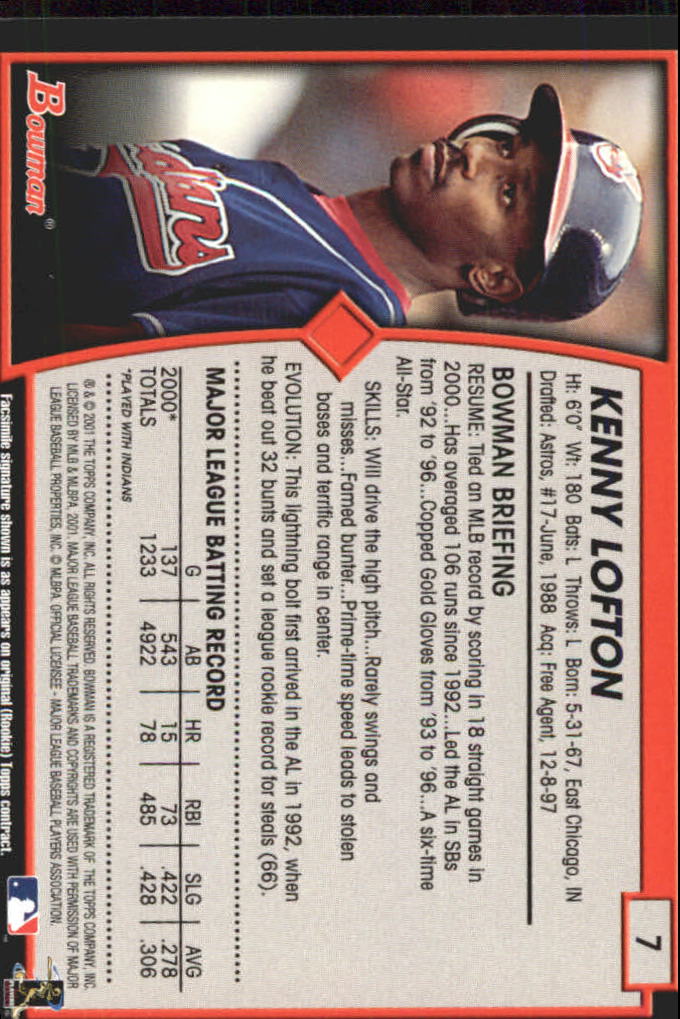 7
KENNY LOFTON
Ht: 6'0" Wt: 180 Bats: L Throws: L Born: 5-31-67, East Chicago, IN
Drafted: Astros, #17-June, 1988 Acq: Free Agent, 12-8-97
BOWMAN BRIEFING
RESUME: Tied an MLB record by scoring in 18 straight games in
2000...Has averaged 106 runs since 1992...Led the AL in SBs
from '92 to '96...Copped Gold Gloves from '93 to '96...A six-time
All-Star.
SKILLS: Will drive the high pitch...Rarely swings and
misses...Famed bunter...Prime-time speed leads to stolen
bases and terrific range in center.
EVOLUTION: This lightning bolt first arrived in the AL in 1992, when
he beat out 32 bunts and set a league rookie record for steals (66).
MAJOR LEAGUE BATTING RECORD
G AB HR RBI SLG AVG
2000* 137 543 15 73 .422 .278
TOTALS 1233 4922 78 485 .428 .306
*PLAYED WITH INDIANS
® & © 2001 THE TOPPS COMPANY, INC. ALL RIGHTS RESERVED. BOWMAN IS A REGISTERED TRADEMARK OF THE TOPPS COMPANY, INC.
LICENSED BY MLB & MLBPA, 2001. MAJOR LEAGUE BASEBALL TRADEMARKS AND COPYRIGHTS ARE USED WITH PERMISSION OF MAJOR
LEAGUE BASEBALL PROPERTIES, INC. © MLBPA. OFFICIAL LICENSEE - MAJOR LEAGUE BASEBALL PLAYERS ASSOCIATION.
Facsimile signature shown is as appears on original (Rookie) Topps contract.
Indians
Bowman®